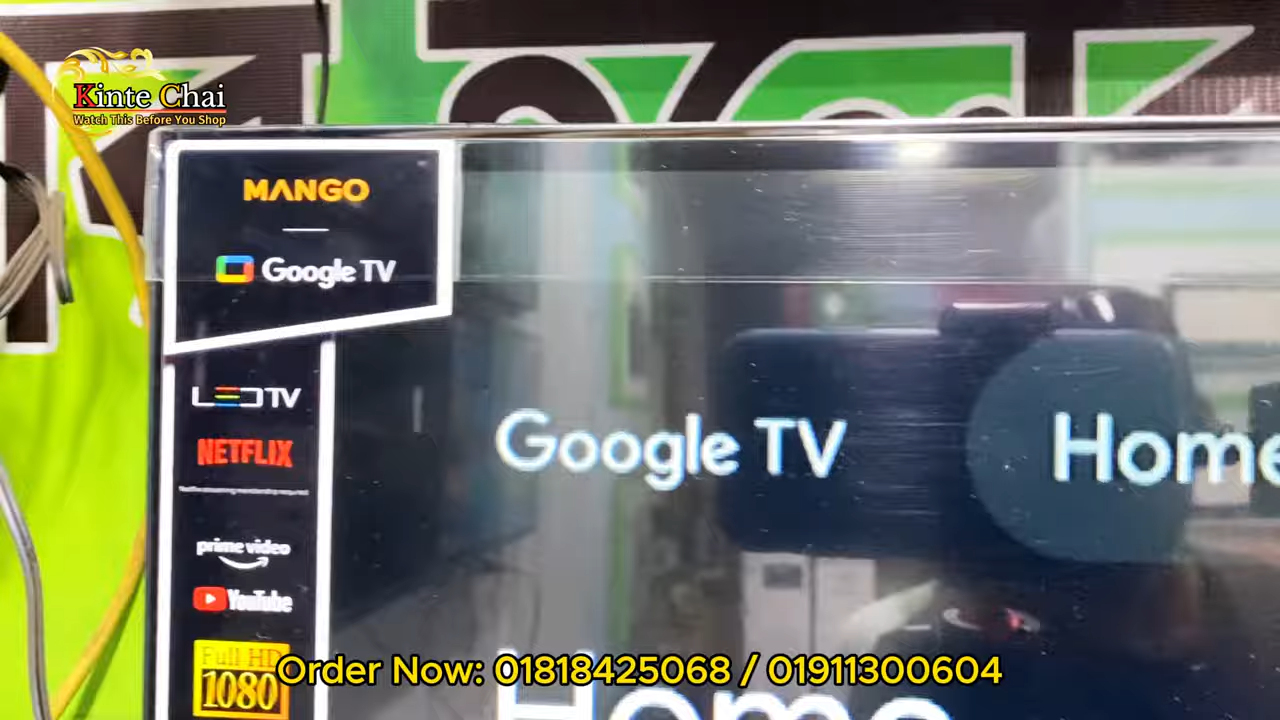 Kinte Chai
Watch This Before You Shop
MANGO
Google TV
LED TV
NETFLIX
prime video
YouTube
Full HD
1080
Google TV
Home
Home
Order Now: 01818425068 / 01911300604